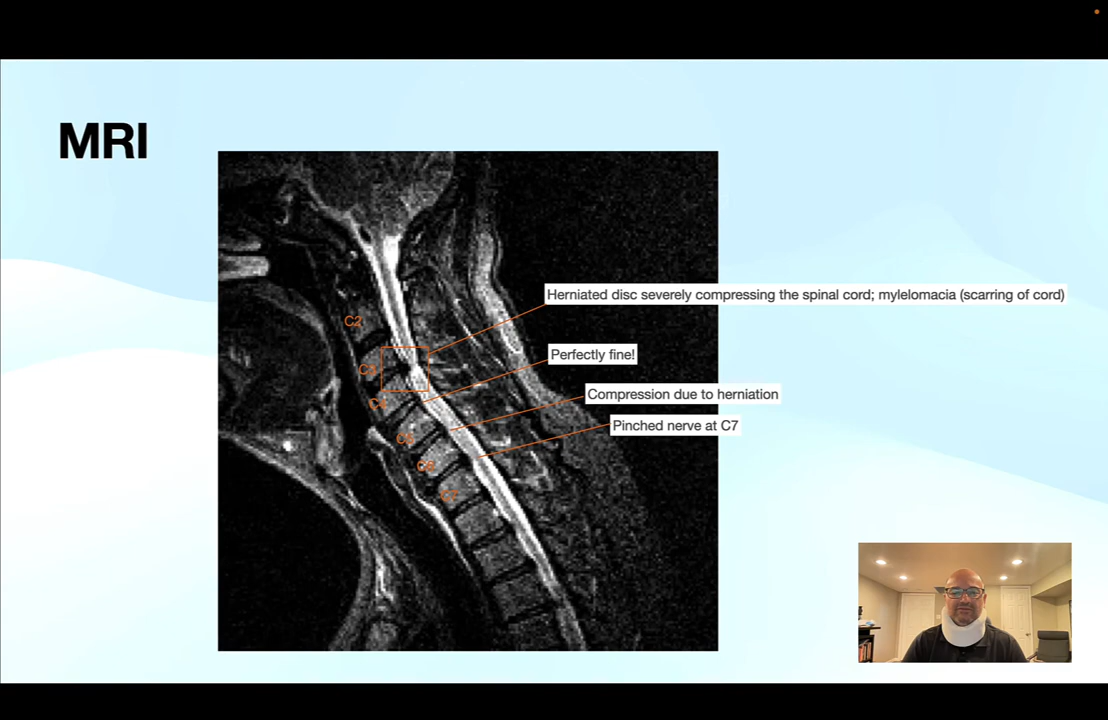 MRI
Herniated disc severely compressing the spinal cord; mylelomacia (scarring of cord)
C2
Perfectly fine!
C3
Compression due to herniation
C4
Pinched nerve at C7
C5
C6
C7